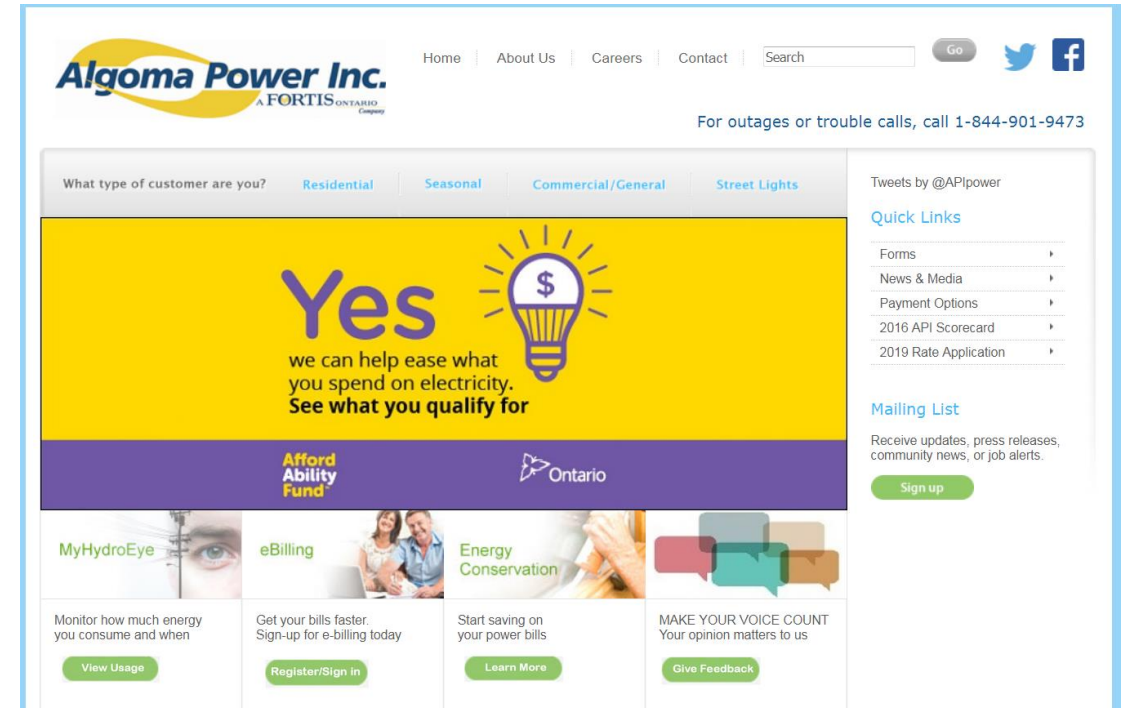 Algoma Power Inc.
A FORTIS ONTARIO
Company
Home
About Us
Careers
Contact
Search
Go
For outages or trouble calls, call 1-844-901-9473
What type of customer are you?
Residential
Seasonal
Commercial/General
Street Lights
Yes
$
we can help ease what
you spend on electricity.
See what you qualify for
Afford
Ability
Fund
Ontario
Tweets by @APIpower
Quick Links
Forms
News & Media
Payment Options
2016 API Scorecard
2019 Rate Application
Mailing List
Receive updates, press releases,
community news, or job alerts.
Sign up
MyHydroEye
Monitor how much energy
you consume and when
View Usage
eBilling
Get your bills faster.
Sign-up for e-billing today
Register/Sign in
Energy
Conservation
Start saving on
your power bills
Learn More
MAKE YOUR VOICE COUNT
Your opinion matters to us
Give Feedback